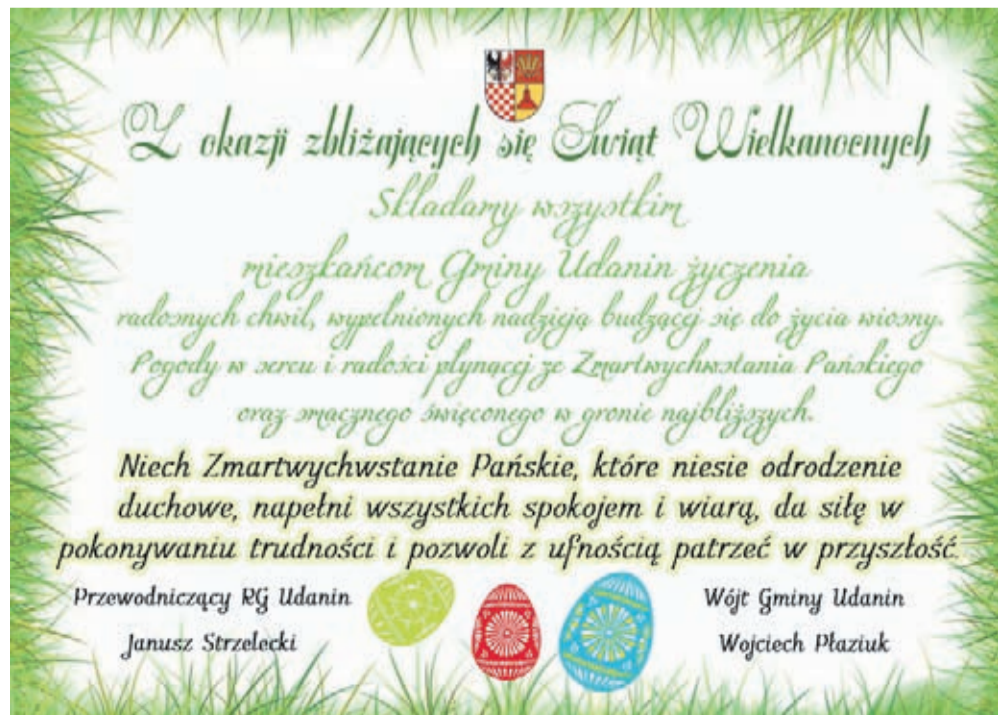 Z okazji zbliżających się Świąt Wielkanocnych
Składamy wszystkim
mieszkańcom Gminy Udanin życzenia
radosnych chwil, wypełnionych nadzieją budzącej się do życia wiosny.
Pogody w sercu i radości płynącej ze Zmartwychwstania Pańskiego
oraz smacznego święconego w gronie najbliższych.
Niech Zmartwychwstanie Pańskie, które niesie odrodzenie
duchowe, napełni wszystkich spokojem i wiarą, da siłę w
pokonywaniu trudności i pozwoli z ufnością patrzeć w przyszłość.
Przewodniczący RG Udanin
Janusz Strzelecki
Wójt Gminy Udanin
Wojciech Płaziuk